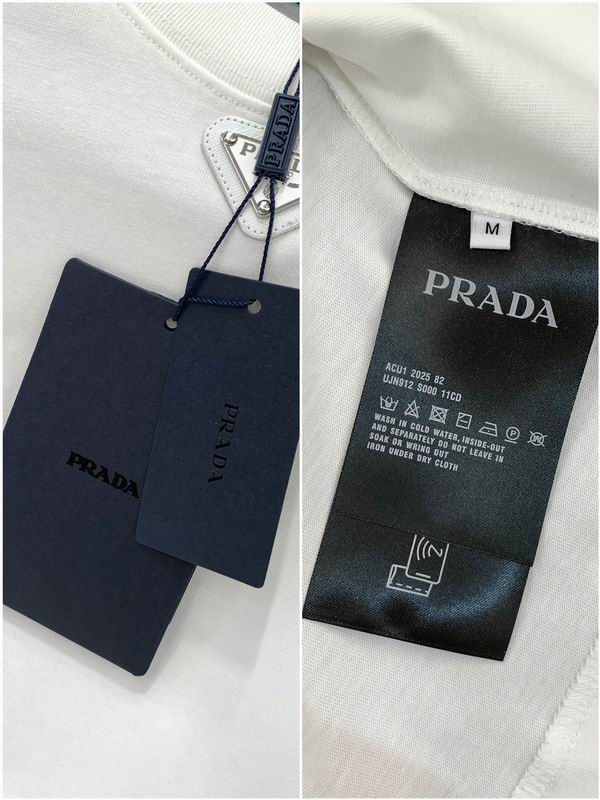 PRADA
PRADA
PRADA
M
PRADA
ACU1 2025 82
UJN912 S000 11CD
P
WASH IN COLD WATER, INSIDE-OUT
AND SEPARATELY DO NOT LEAVE IN
SOAK OR WRING OUT
IRON UNDER DRY CLOTH